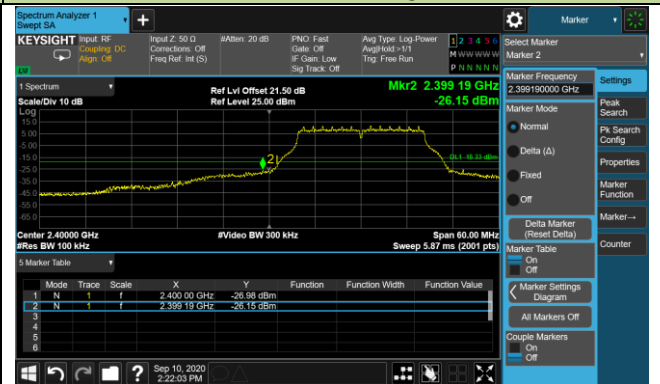 Spectrum Analyzer 1
Swept SA
Marker
KEYSIGHT
Input: RF
Coupling: DC
Align: Off
Input Z: 50 Ω
Corrections: Off
Freq Ref: Int (S)
#Atten: 20 dB
PNO: Fast
Gate: Off
IF Gain: Low
Sig Track: Off
Avg Type: Log-Power
Avg|Hold:>1/1
Trig: Free Run
1 2 3 4 5 6
M W W W W W
P N N N N N
LXI
Select Marker
Marker 2
1 Spectrum
Scale/Div 10 dB
Ref Lvl Offset 21.50 dB
Ref Level 25.00 dBm
Mkr2 2.399 19 GHz
-26.15 dBm
Log
15.0
5.00
-5.00
-15.0
-25.0
-35.0
-45.0
-55.0
-65.0
2
Center 2.40000 GHz
#Res BW 100 kHz
#Video BW 300 kHz
Span 60.00 MHz
Sweep 5.87 ms (2001 pts)
5 Marker Table
Mode Trace Scale X Y Function Function Width Function Value
1 N 1 f 2.400 00 GHz -26.98 dBm
2 N 1 f 2.399 19 GHz -26.15 dBm
3
4
5
6
Marker Frequency
2.399190000 GHz
Marker Mode
Normal
Delta (Δ)
Fixed
Off
Delta Marker
(Reset Delta)
Marker Table
On
Off
Marker Settings
Diagram
All Markers Off
Couple Markers
On
Off
Settings
Peak
Search
Pk Search
Config
Properties
Marker
Function
Marker→
Counter
Sep 10, 2020
2:22:03 PM